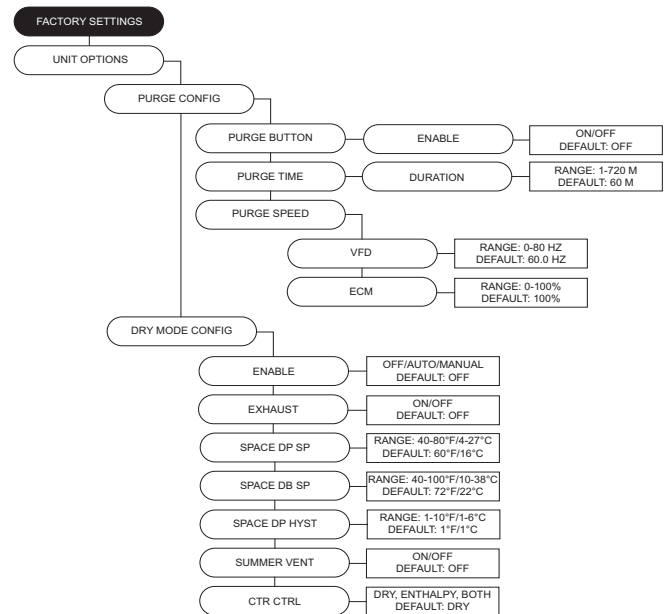 FACTORY SETTINGS
UNIT OPTIONS
PURGE CONFIG
PURGE BUTTON
ENABLE
ON/OFF
DEFAULT: OFF
PURGE TIME
DURATION
RANGE: 1-720 M
DEFAULT: 60 M
PURGE SPEED
VFD
RANGE: 0-80 HZ
DEFAULT: 60.0 HZ
ECM
RANGE: 0-100%
DEFAULT: 100%
DRY MODE CONFIG
ENABLE
OFF/AUTO/MANUAL
DEFAULT: OFF
EXHAUST
ON/OFF
DEFAULT: OFF
SPACE DP SP
RANGE: 40-80°F/4-27°C
DEFAULT: 60°F/16°C
SPACE DB SP
RANGE: 40-100°F/10-38°C
DEFAULT: 72°F/22°C
SPACE DP HYST
RANGE: 1-10°F/1-6°C
DEFAULT: 1°F/1°C
SUMMER VENT
ON/OFF
DEFAULT: OFF
CTR CTRL
DRY, ENTHALPY, BOTH
DEFAULT: DRY